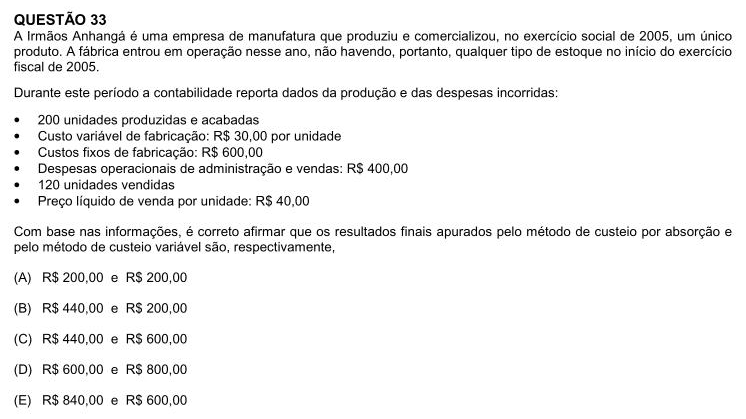 QUESTÃO 33
A Irmãos Anhangá é uma empresa de manufatura que produziu e comercializou, no exercício social de 2005, um único
produto. A fábrica entrou em operação nesse ano, não havendo, portanto, qualquer tipo de estoque no início do exercício
fiscal de 2005.
Durante este período a contabilidade reporta dados da produção e das despesas incorridas:
• 200 unidades produzidas e acabadas
• Custo variável de fabricação: R$ 30,00 por unidade
• Custos fixos de fabricação: R$ 600,00
• Despesas operacionais de administração e vendas: R$ 400,00
• 120 unidades vendidas
• Preço líquido de venda por unidade: R$ 40,00
Com base nas informações, é correto afirmar que os resultados finais apurados pelo método de custeio por absorção e
pelo método de custeio variável são, respectivamente,
(A) R$ 200,00 e R$ 200,00
(B) R$ 440,00 e R$ 200,00
(C) R$ 440,00 e R$ 600,00
(D) R$ 600,00 e R$ 800,00
(E) R$ 840,00 e R$ 600,00